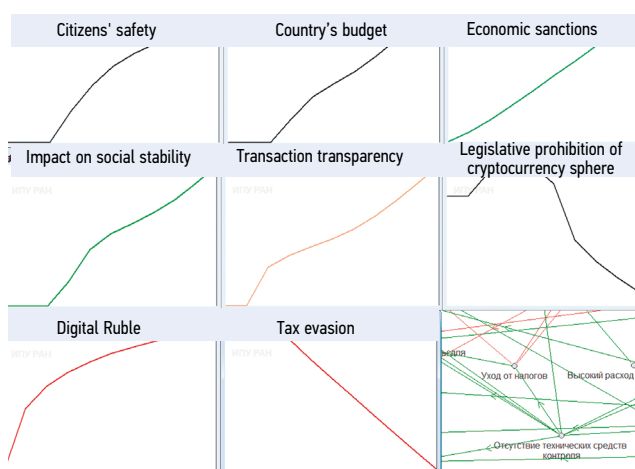 Citizens' safety
Country's budget
Economic sanctions
Impact on social stability
Transaction transparency
Legislative prohibition of
cryptocurrency sphere
ИПУ РАН
ИПУ РАН
ИПУ РАН
Digital Ruble
Tax evasion
ИПУ РАН
ИПУ РАН
Уход от налогов
Высокий расход
Отсутствие технических средств
контроля